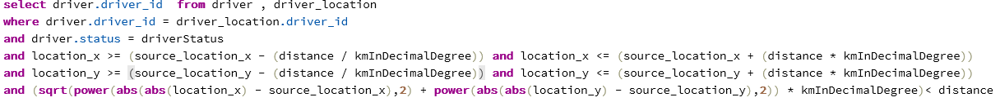 select driver.driver_id  from driver , driver_location
where driver.driver_id = driver_location.driver_id
and driver.status = driverStatus
and location_x >= (source_location_x - (distance / kmInDecimalDegree)) and location_x <= (source_location_x + (distance * kmInDecimalDegree))
and location_y >= (source_location_y - (distance / kmInDecimalDegree)) and location_y <= (source_location_y + (distance * kmInDecimalDegree))
and (sqrt(power(abs(abs(location_x) - source_location_x),2) + power(abs(abs(location_y) - source_location_y),2)) * kmInDecimalDegree)< distance